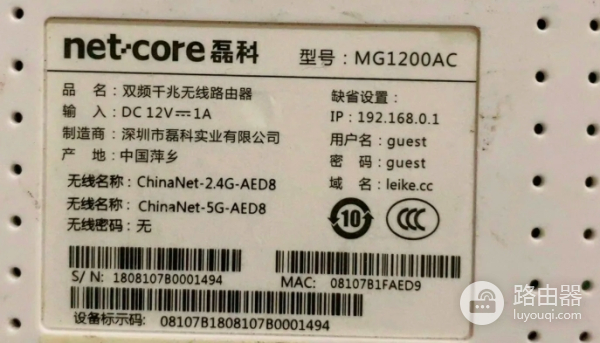 net-core 磊科 型号：MG1200AC
品 名：双频千兆无线路由器
输 入：DC 12V⎓1A
制造商：深圳市磊科实业有限公司
产 地：中国萍乡
无线名称：ChinaNet-2.4G-AED8
无线名称：ChinaNet-5G-AED8
无线密码：无
缺省设置：
IP：192.168.0.1
用户名：guest
密 码：guest
域 名：leike.cc
10
CCC
S/ N: 1808107B0001494
MAC: 08107B1FAED9
设备标示码: 08107B1808107B0001494
路由器
luyouqi.com